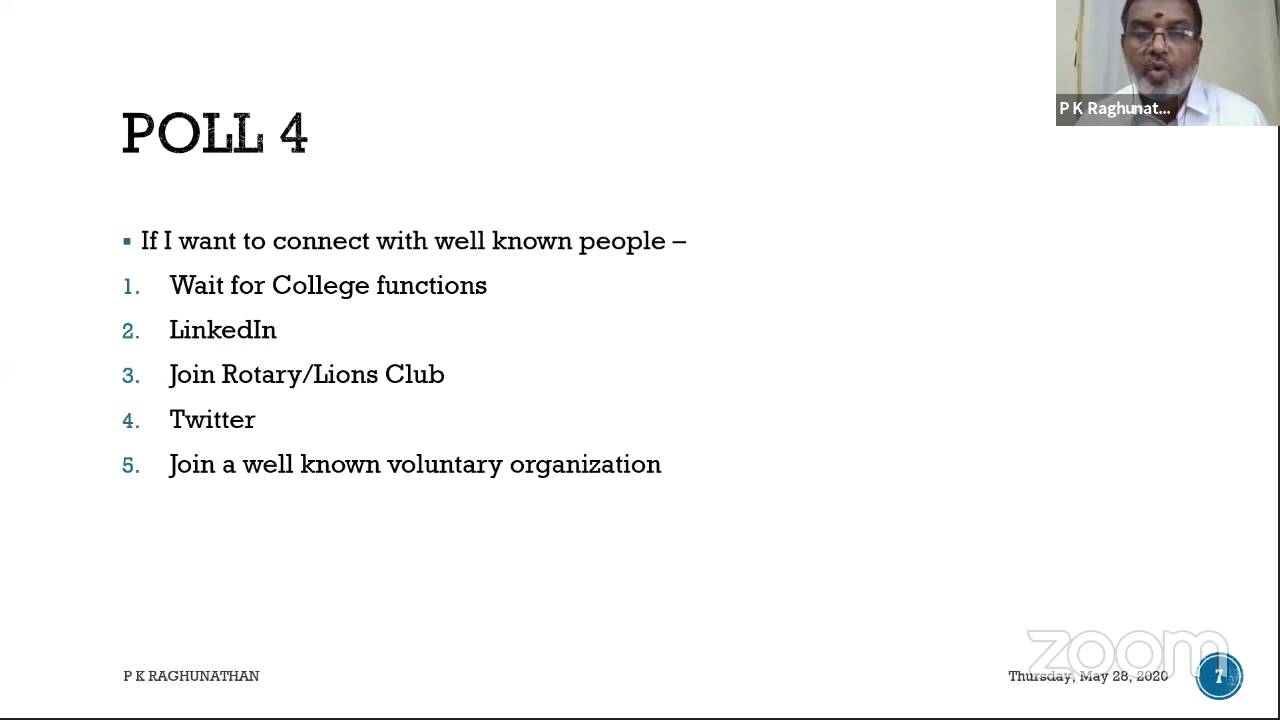 P K Raghunat...
POLL 4
▪ If I want to connect with well known people –
1. Wait for College functions
2. LinkedIn
3. Join Rotary/Lions Club
4. Twitter
5. Join a well known voluntary organization
zoom
P K RAGHUNATHAN
Thursday, May 28, 2020
7